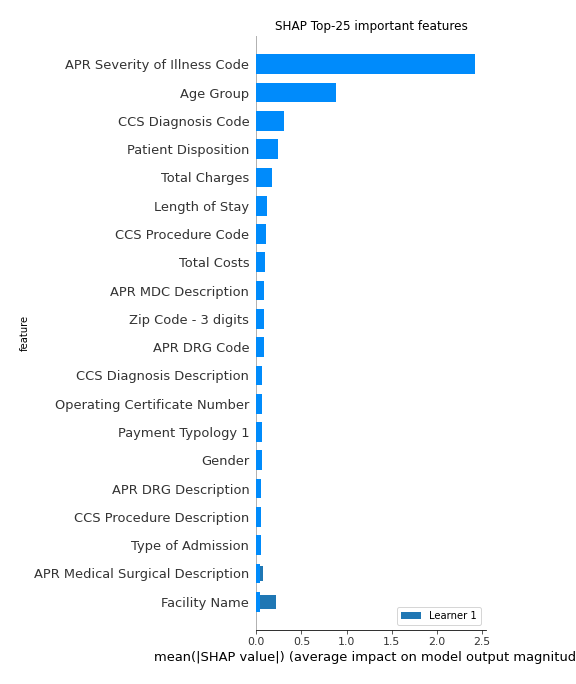 SHAP Top-25 important features
APR Severity of Illness Code
Age Group
CCS Diagnosis Code
Patient Disposition
Total Charges
Length of Stay
CCS Procedure Code
Total Costs
APR MDC Description
Zip Code - 3 digits
APR DRG Code
CCS Diagnosis Description
Operating Certificate Number
Payment Typology 1
Gender
APR DRG Description
CCS Procedure Description
Type of Admission
APR Medical Surgical Description
Facility Name
feature
Learner 1
0.0 0.5 1.0 1.5 2.0 2.5
mean(|SHAP value|) (average impact on model output magnitud